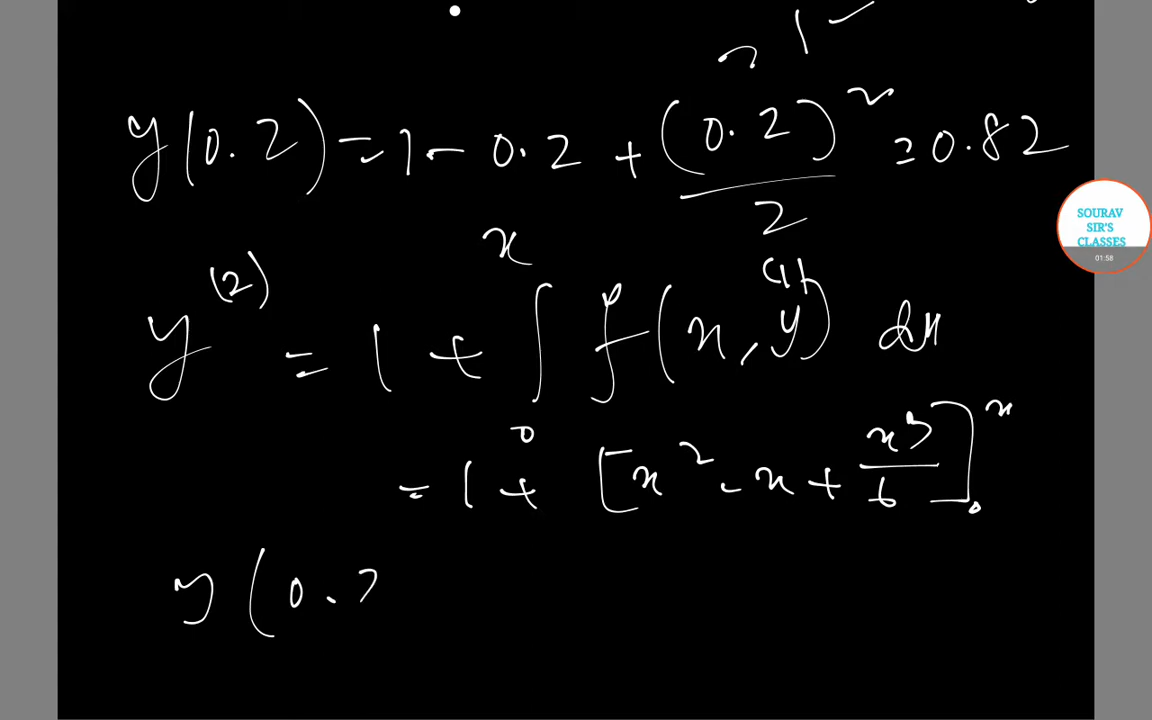 y(0.2) = 1 - 0.2 + (0.2)²/2 = 0.82
SOURAV
SIR'S
CLASSES
01:58
y⁽²⁾ = 1 + ∫₀ˣ f(x, y⁽¹⁾) dx
= 1 + [x² - x + x³/6]₀ˣ
y(0.2